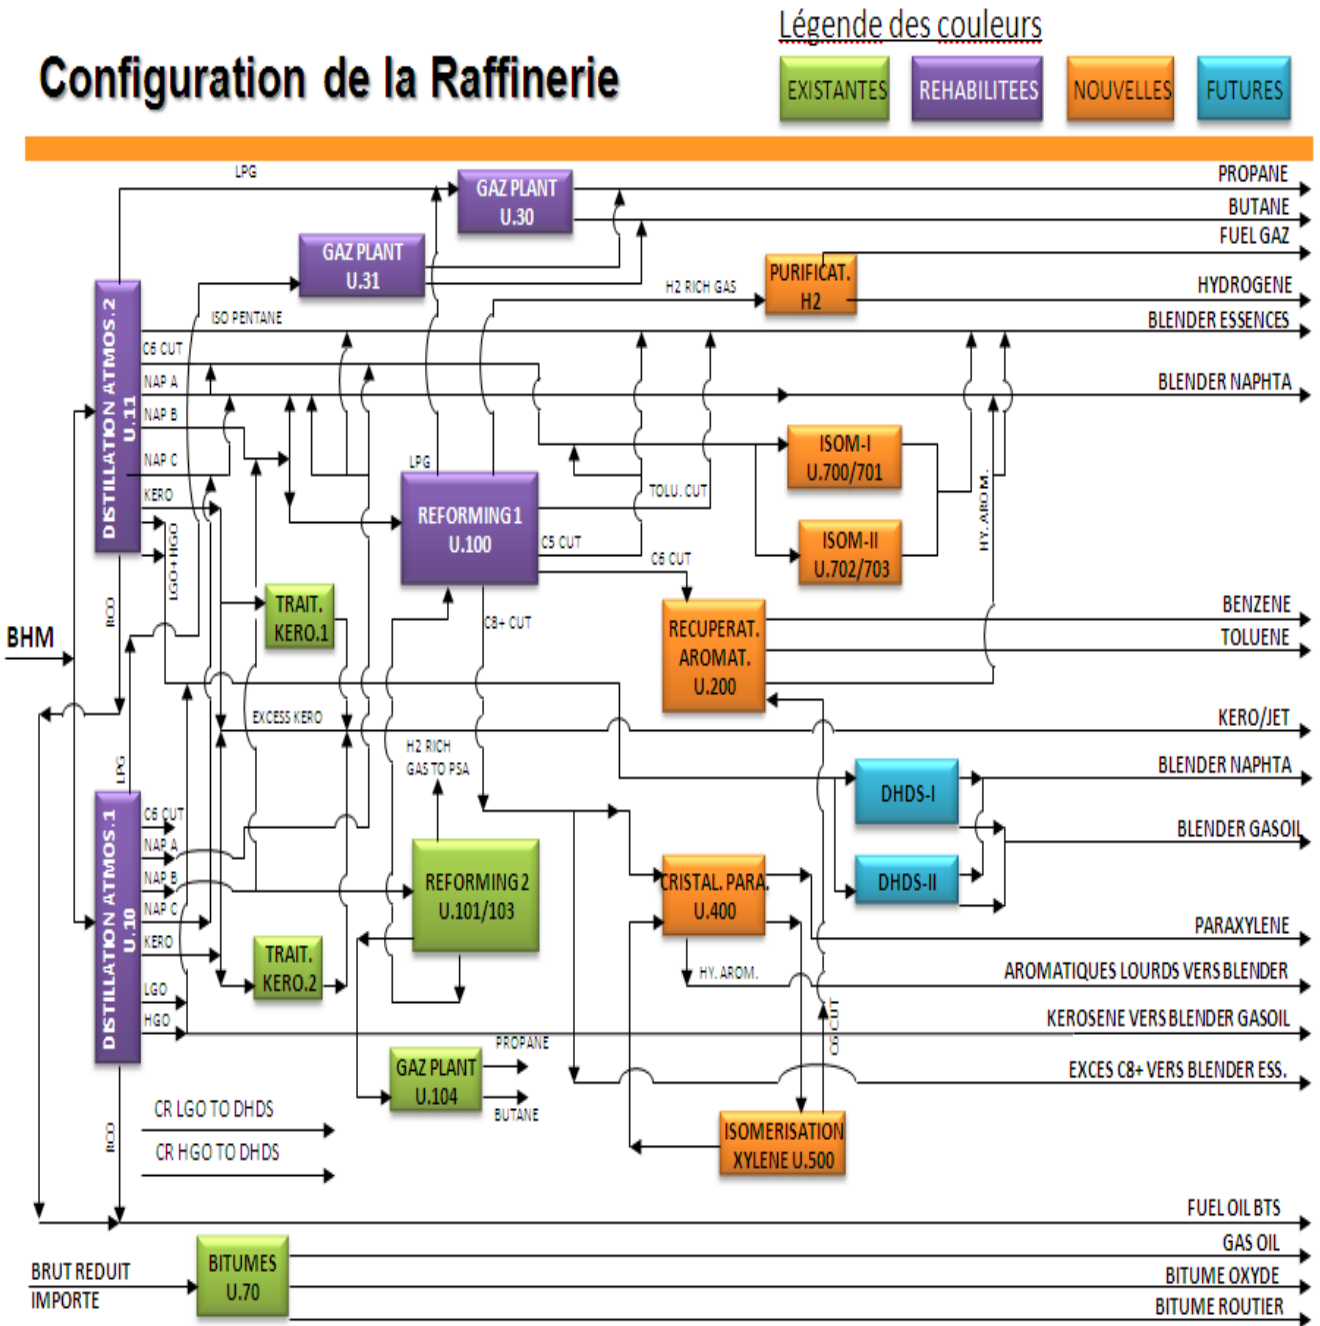 Légende des couleurs
Configuration de la Raffinerie
EXISTANTES
REHABILITEES
NOUVELLES
FUTURES
LPG
GAZ PLANT
U.30
PROPANE
BUTANE
FUEL GAZ
GAZ PLANT
U.31
PURIFICAT.
H2
H2 RICH GAS
HYDROGENE
BLENDER ESSENCES
DISTILLATION ATMOS.2
U.11
ISO PENTANE
C6 CUT
NAP A
NAP B
NAP C
KERO
LGO+HGO
RCO
BLENDER NAPHTA
LPG
REFORMING1
U.100
TOLU. CUT
C5 CUT
C6 CUT
C8+ CUT
ISOM-I
U.700/701
ISOM-II
U.702/703
HY. AROM.
TRAIT.
KERO.1
BHM
RECUPERAT.
AROMAT.
U.200
BENZENE
TOLUENE
EXCESS KERO
KERO/JET
LPG
H2 RICH
GAS TO PSA
BLENDER NAPHTA
DHDS-I
BLENDER GASOIL
DHDS-II
DISTILLATION ATMOS.1
U.10
C6 CUT
NAP A
NAP B
NAP C
KERO
LGO
HGO
RCO
REFORMING2
U.101/103
TRAIT.
KERO.2
CRISTAL. PARA.
U.400
PARAXYLENE
HY. AROM.
AROMATIQUES LOURDS VERS BLENDER
C6 CUT
KEROSENE VERS BLENDER GASOIL
GAZ PLANT
U.104
PROPANE
BUTANE
EXCES C8+ VERS BLENDER ESS.
CR LGO TO DHDS
CR HGO TO DHDS
ISOMERISATION
XYLENE U.500
FUEL OIL BTS
BRUT REDUIT
IMPORTE
BITUMES
U.70
GAS OIL
BITUME OXYDE
BITUME ROUTIER